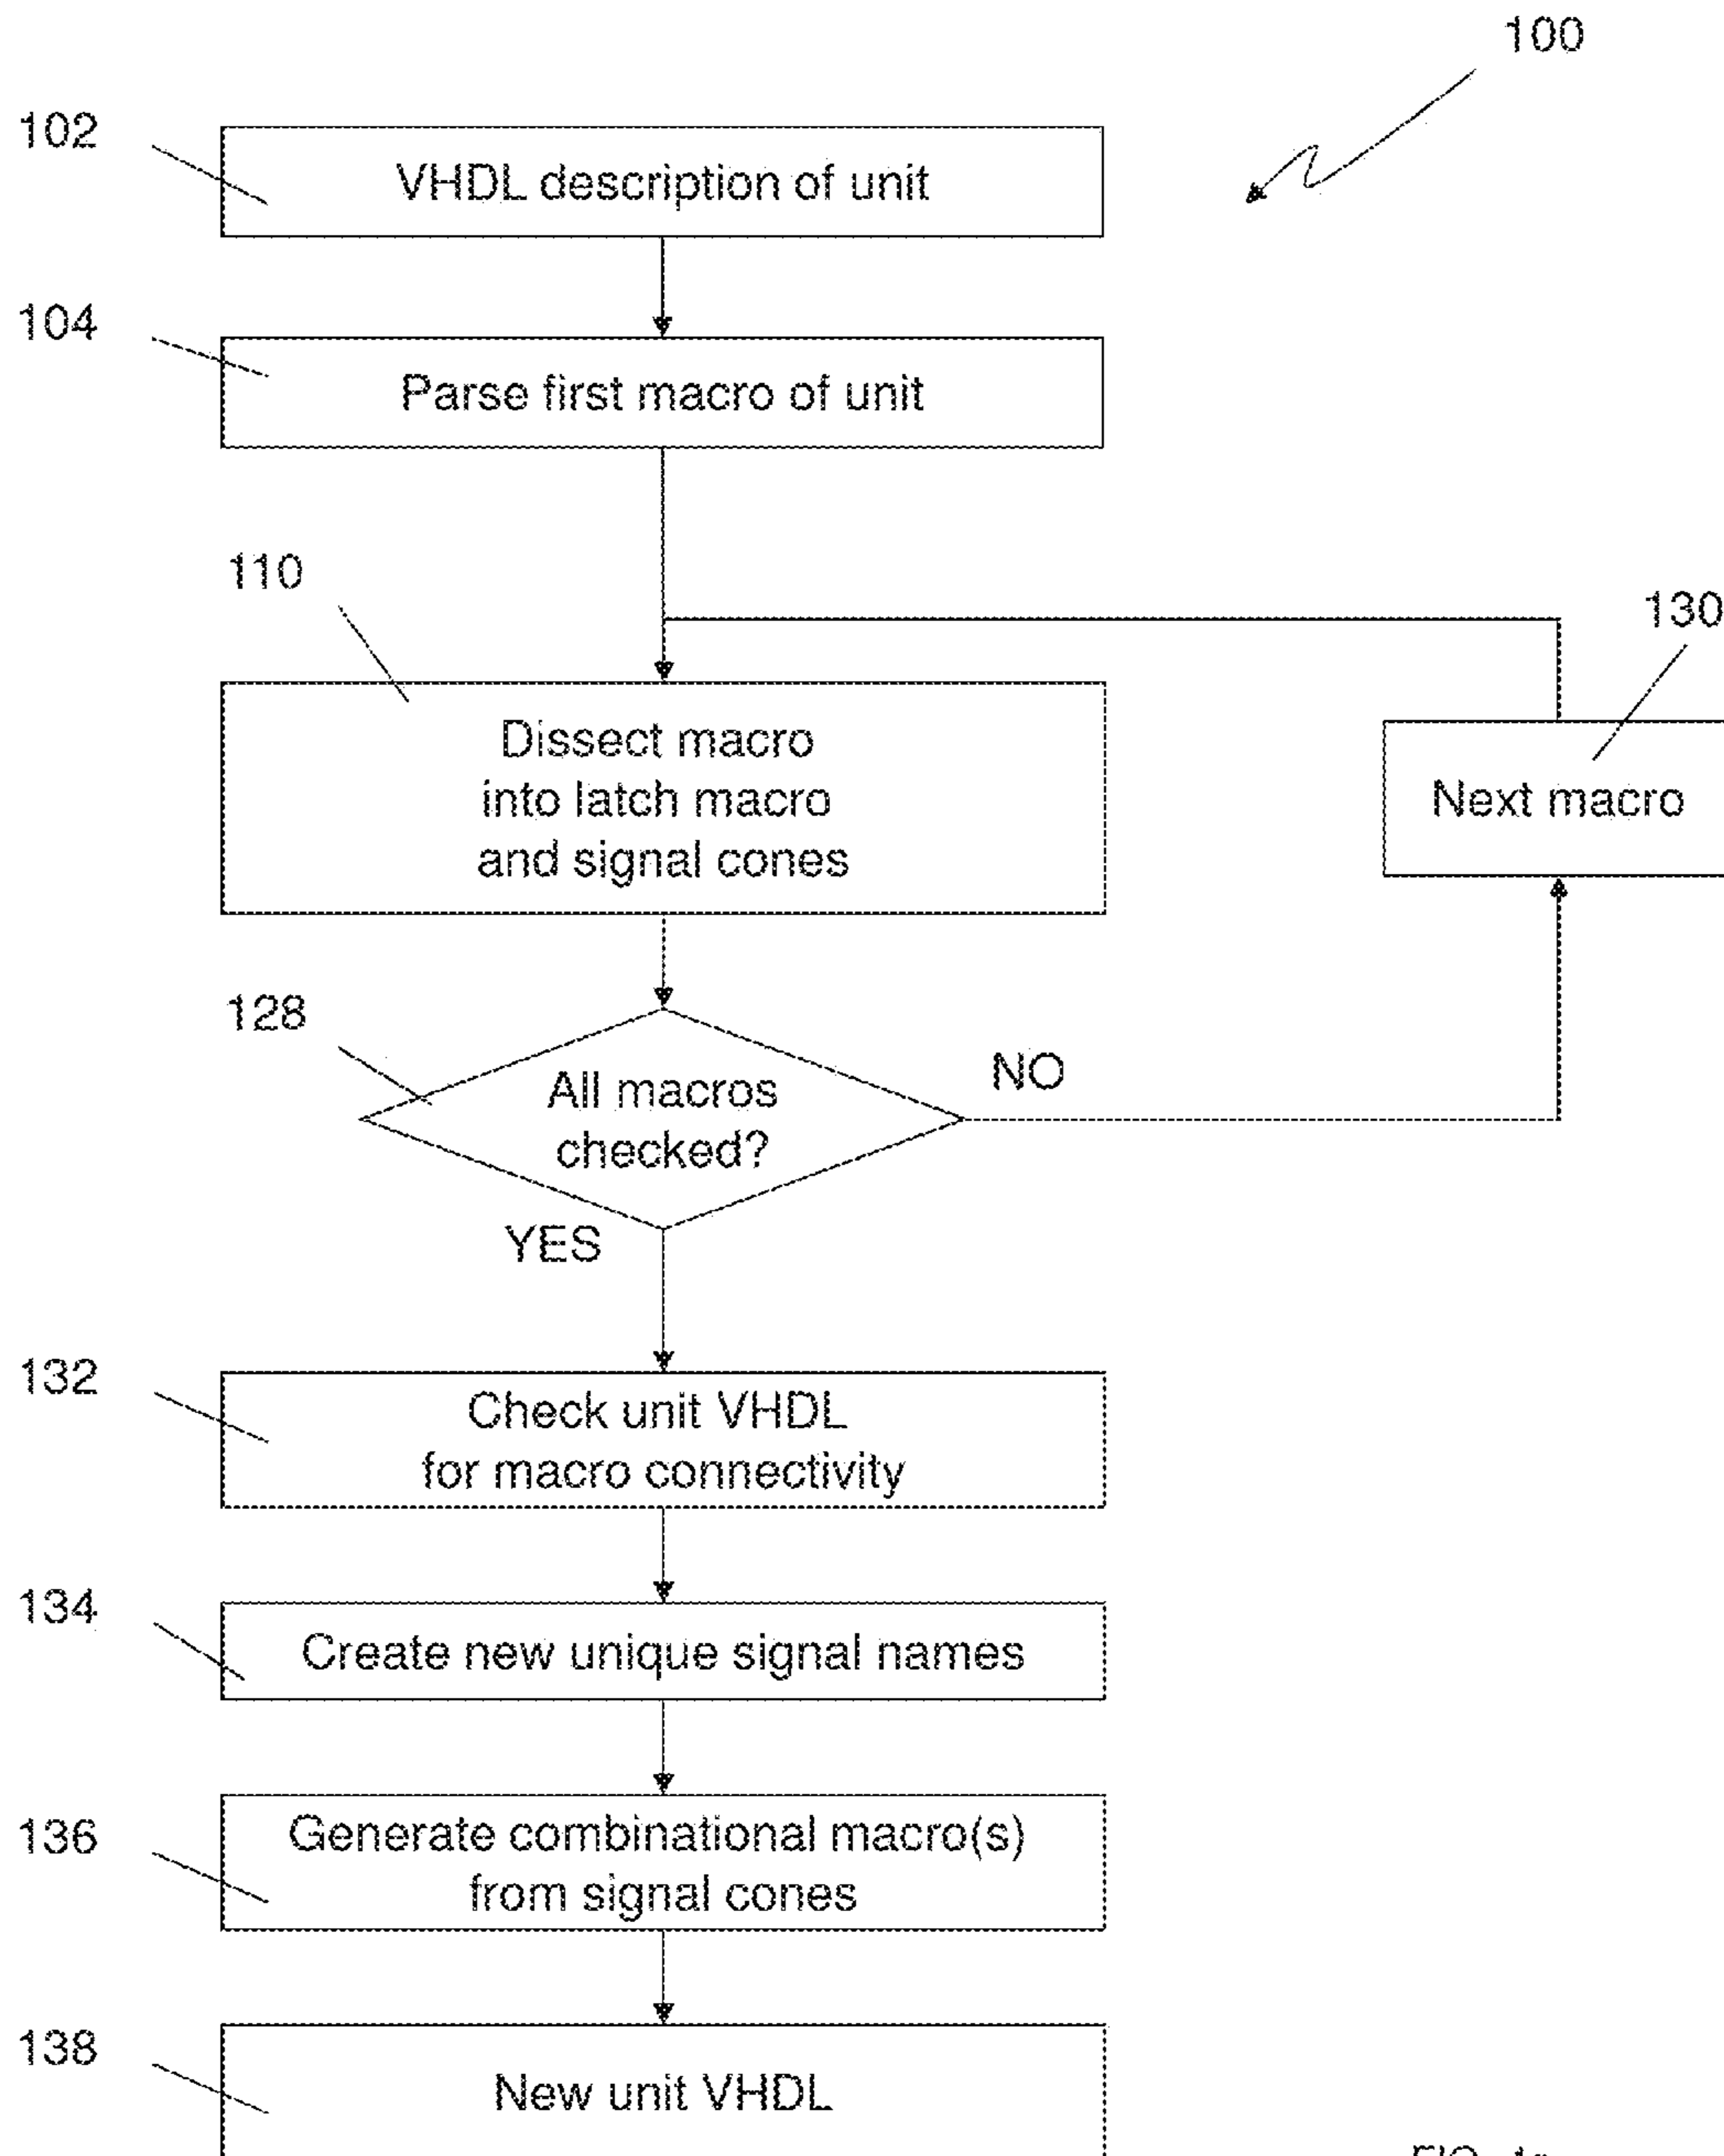 100
102
VHDL description of unit
104
Parse first macro of unit
110
130
Dissect macro
into latch macro
and signal cones
Next macro
128
All macros
checked?
NO
YES
132
Check unit VHDL
for macro connectivity
134
Create new unique signal names
136
Generate combinational macro(s)
from signal cones
138
New unit VHDL